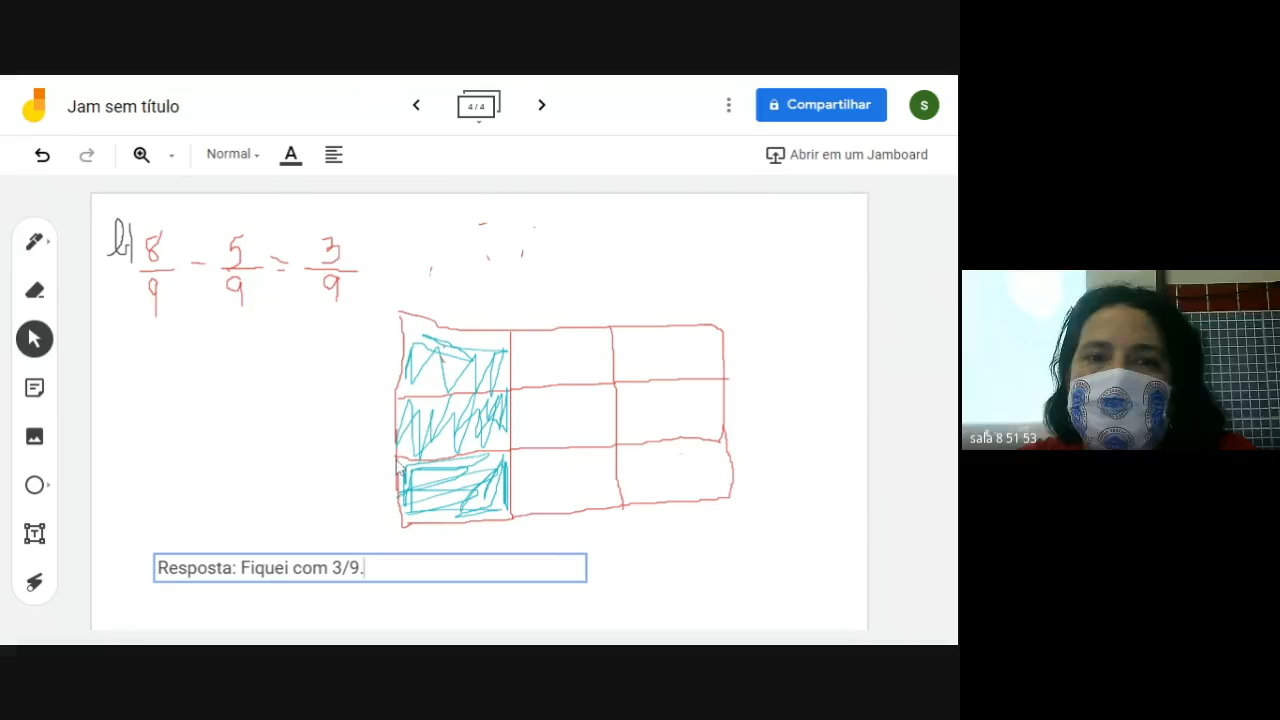 Jam sem título
4 / 4
Compartilhar
S
Normal
A
Abrir em um Jamboard
b) 8/9 - 5/9 = 3/9
T
sala 8 51 53
Resposta: Fiquei com 3/9.